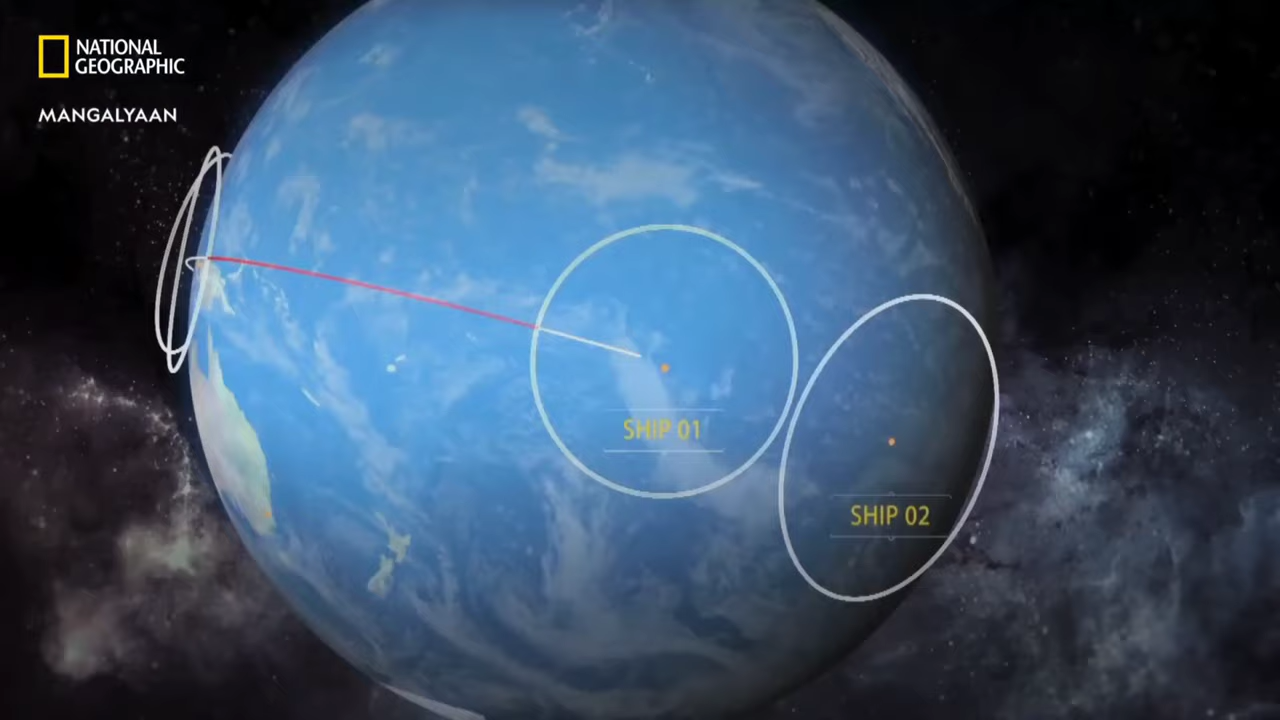 NATIONAL
GEOGRAPHIC
MANGALYAAN
SHIP 01
SHIP 02